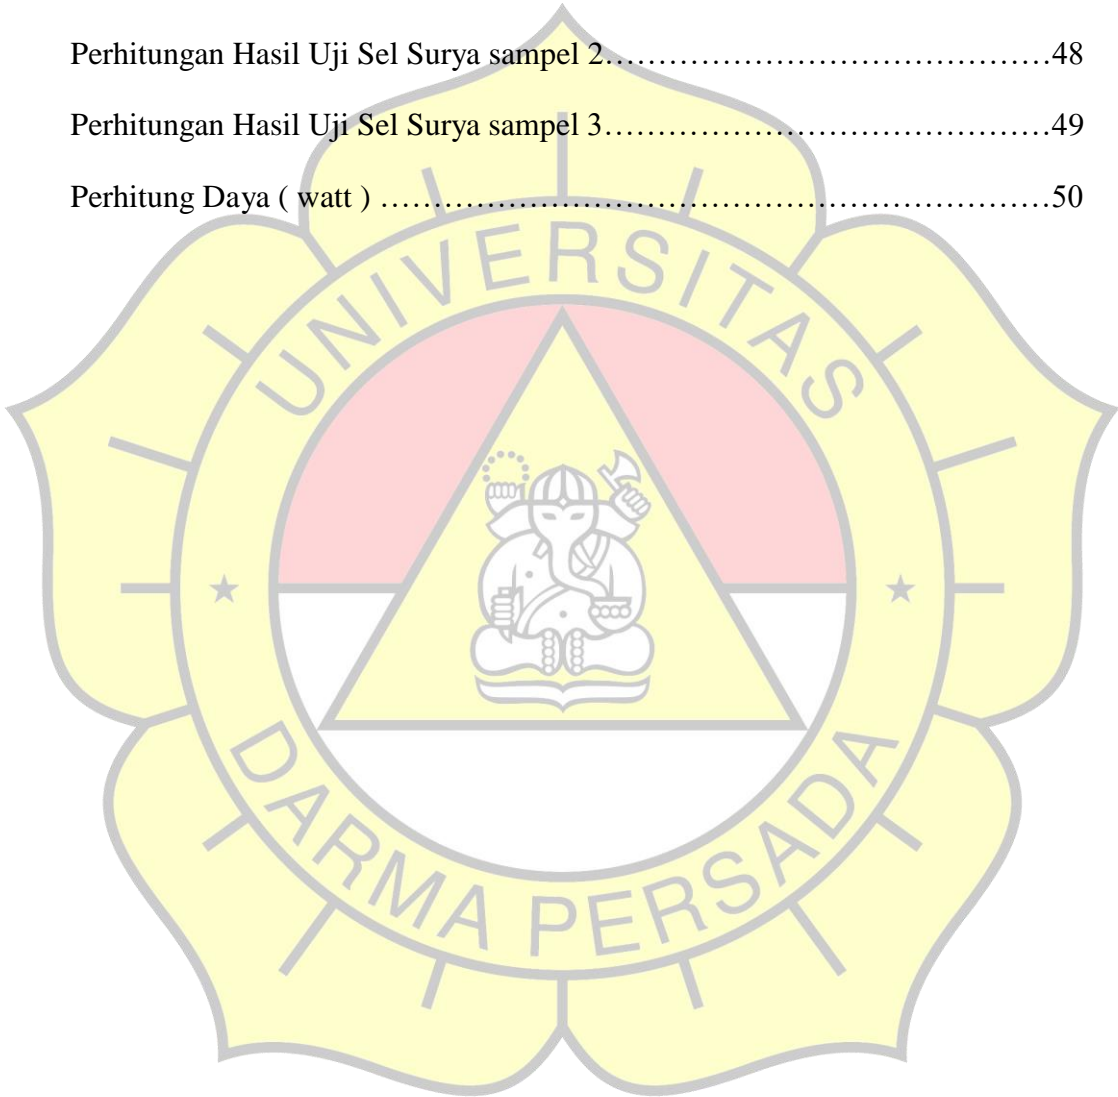 Perhitungan Hasil Uji Sel Surya sampel 2……………………………………48
Perhitungan Hasil Uji Sel Surya sampel 3……………………………………49
Perhitung Daya ( watt ) ………………………………………………………50
UNIVERSITAS
DARMA PERSADA